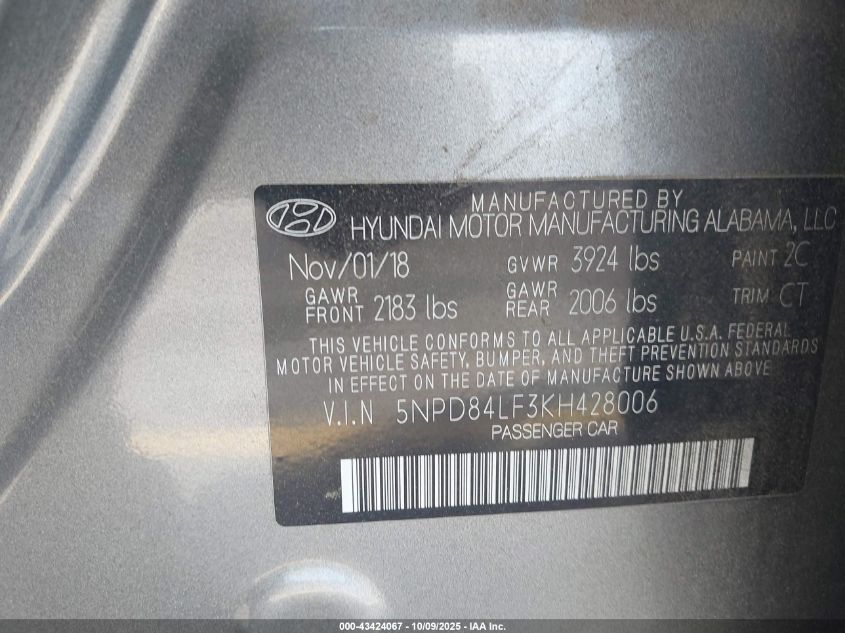 MANUFACTURED BY
HYUNDAI MOTOR MANUFACTURING ALABAMA, LLC
Nov/01/18 GVWR 3924 lbs PAINT 2C
GAWR FRONT 2183 lbs GAWR REAR 2006 lbs TRIM CT
THIS VEHICLE CONFORMS TO ALL APPLICABLE U.S.A. FEDERAL
MOTOR VEHICLE SAFETY, BUMPER, AND THEFT PREVENTION STANDARDS
IN EFFECT ON THE DATE OF MANUFACTURE SHOWN ABOVE
V.I.N 5NPD84LF3KH428006
PASSENGER CAR
000-43424067 - 10/09/2025 - IAA Inc.